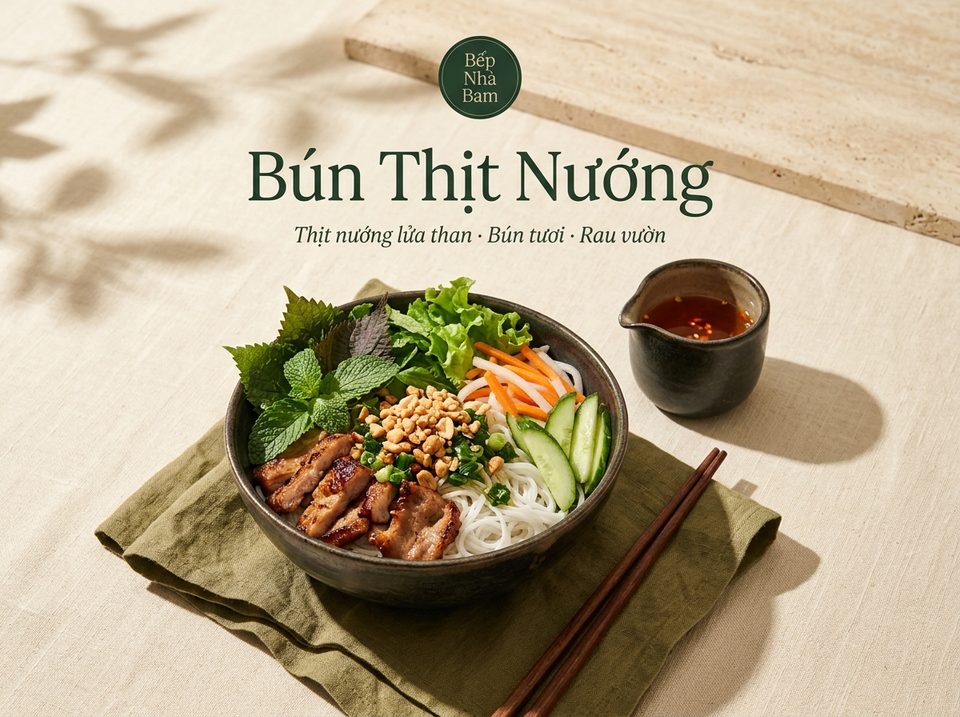 Bếp
Nhà
Bam
Bún Thịt Nướng
Thịt nướng lửa than · Bún tươi · Rau vườn